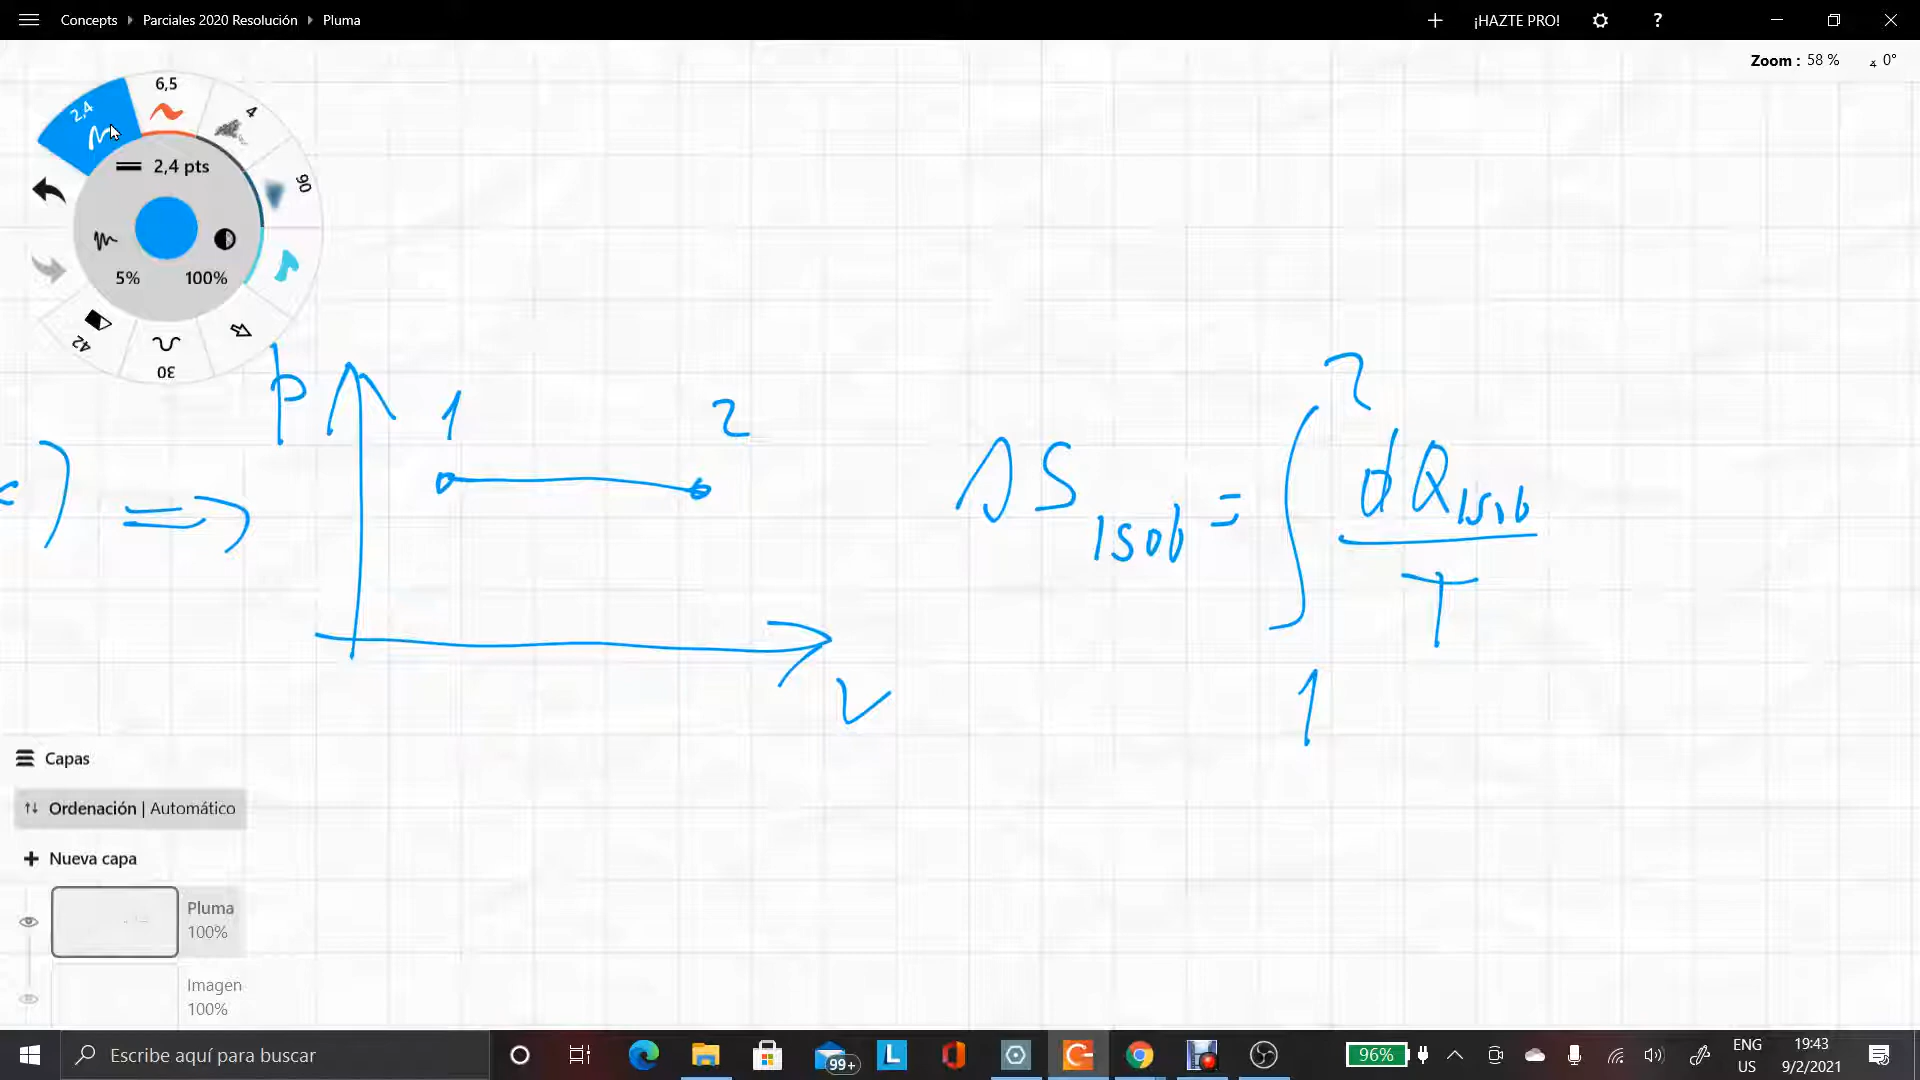 Concepts ▸ Parciales 2020 Resolución ▸ Pluma
¡HAZTE PRO!
?
Zoom : 58 % 0°
2,4
6,5
4
90
2,4 pts
5% 100%
42
30
p
1
2
V
c) ⇒
ΔS isob = ∫₁² dQ isob / T
Capas
Ordenación | Automático
Nueva capa
Pluma
100%
Imagen
100%
Escribe aquí para buscar
99+
L
96%
ENG
US
19:43
9/2/2021